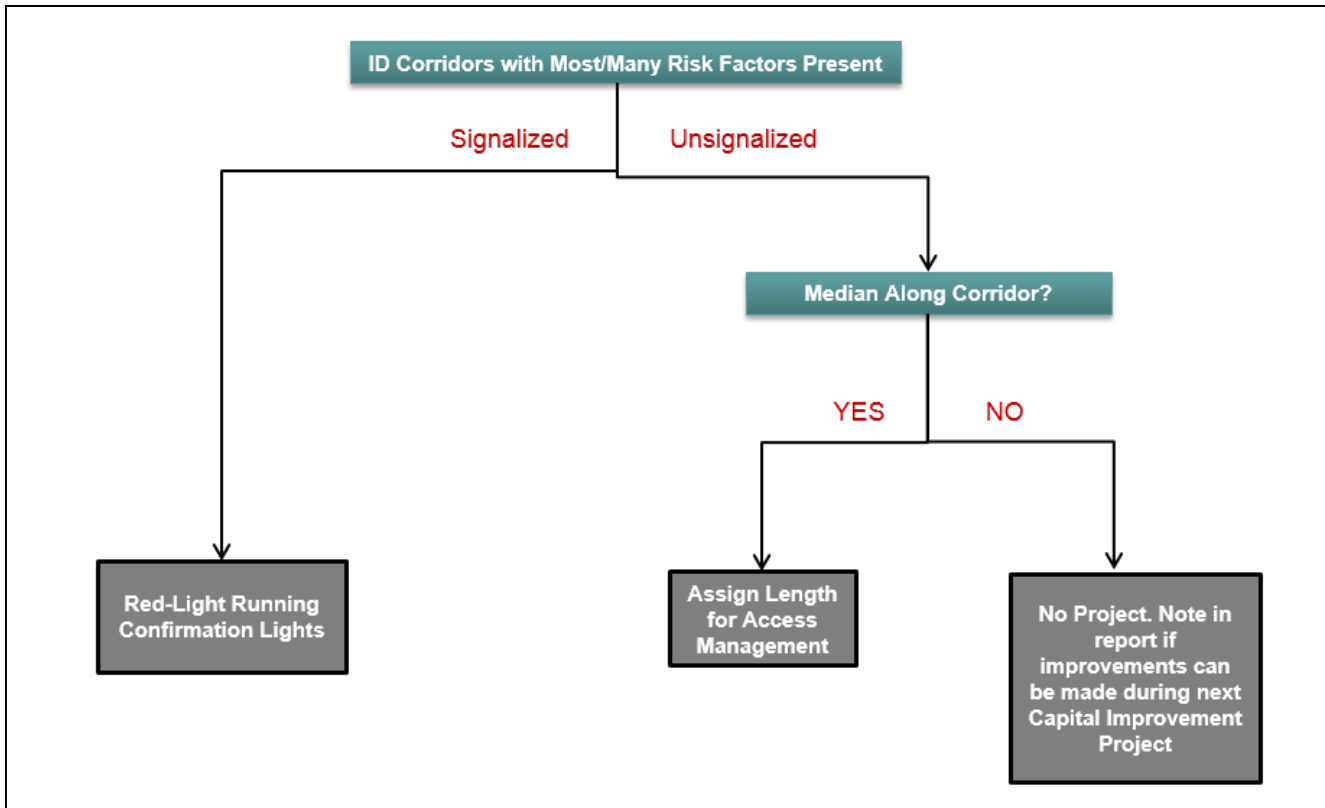 ID Corridors with Most/Many Risk Factors Present
Signalized
Unsignalized
Median Along Corridor?
YES
NO
Red-Light Running
Confirmation Lights
Assign Length
for Access
Management
No Project. Note in
report if
improvements can
be made during next
Capital Improvement
Project